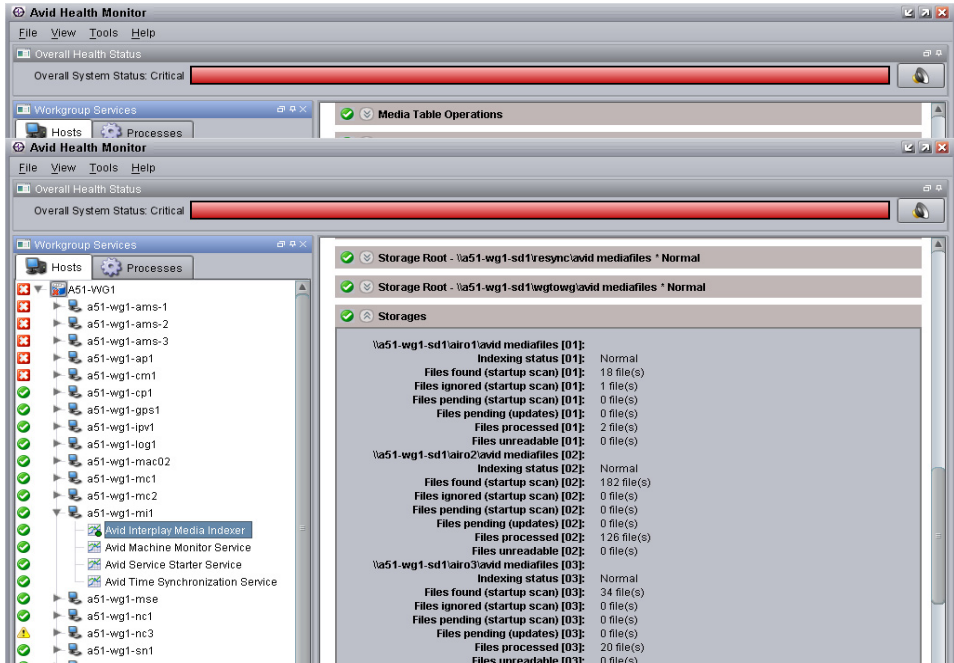 Avid Health Monitor
File View Tools Help
Overall Health Status
Overall System Status: Critical
Workgroup Services
Hosts Processes
Media Table Operations
Avid Health Monitor
File View Tools Help
Overall Health Status
Overall System Status: Critical
Workgroup Services
Hosts Processes
A51-WG1
a51-wg1-ams-1
a51-wg1-ams-2
a51-wg1-ams-3
a51-wg1-ap1
a51-wg1-cm1
a51-wg1-cp1
a51-wg1-gps1
a51-wg1-ipv1
a51-wg1-log1
a51-wg1-mac02
a51-wg1-mc1
a51-wg1-mc2
a51-wg1-mi1
Avid Interplay Media Indexer
Avid Machine Monitor Service
Avid Service Starter Service
Avid Time Synchronization Service
a51-wg1-mse
a51-wg1-nc1
a51-wg1-nc3
a51-wg1-sn1
Storage Root - \\a51-wg1-sd1\resync\avid mediafiles * Normal
Storage Root - \\a51-wg1-sd1\wgtowg\avid mediafiles * Normal
Storages
\\a51-wg1-sd1\airo1\avid mediafiles [01]:
Indexing status [01]: Normal
Files found (startup scan) [01]: 18 file(s)
Files ignored (startup scan) [01]: 1 file(s)
Files pending (startup scan) [01]: 0 file(s)
Files pending (updates) [01]: 0 file(s)
Files processed [01]: 2 file(s)
Files unreadable [01]: 0 file(s)
\\a51-wg1-sd1\airo2\avid mediafiles [02]:
Indexing status [02]: Normal
Files found (startup scan) [02]: 182 file(s)
Files ignored (startup scan) [02]: 0 file(s)
Files pending (startup scan) [02]: 0 file(s)
Files pending (updates) [02]: 0 file(s)
Files processed [02]: 126 file(s)
Files unreadable [02]: 0 file(s)
\\a51-wg1-sd1\airo3\avid mediafiles [03]:
Indexing status [03]: Normal
Files found (startup scan) [03]: 34 file(s)
Files ignored (startup scan) [03]: 0 file(s)
Files pending (startup scan) [03]: 0 file(s)
Files pending (updates) [03]: 0 file(s)
Files processed [03]: 20 file(s)
Files unreadable [03]: 0 file(s)